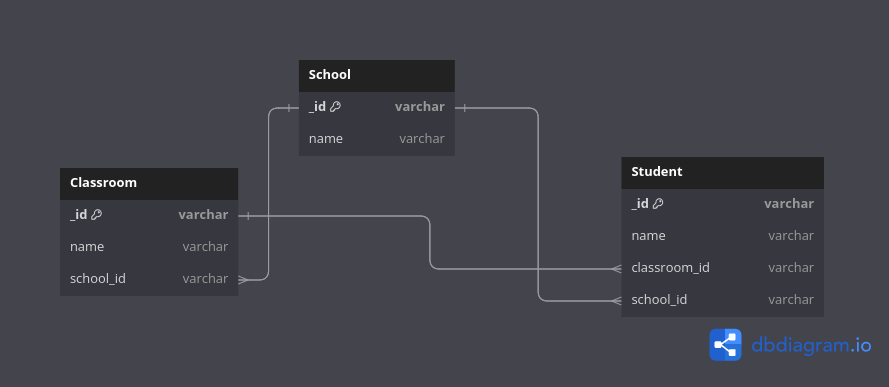 School
_id varchar
name varchar
Classroom
_id varchar
name varchar
school_id varchar
Student
_id varchar
name varchar
classroom_id varchar
school_id varchar
dbdiagram.io